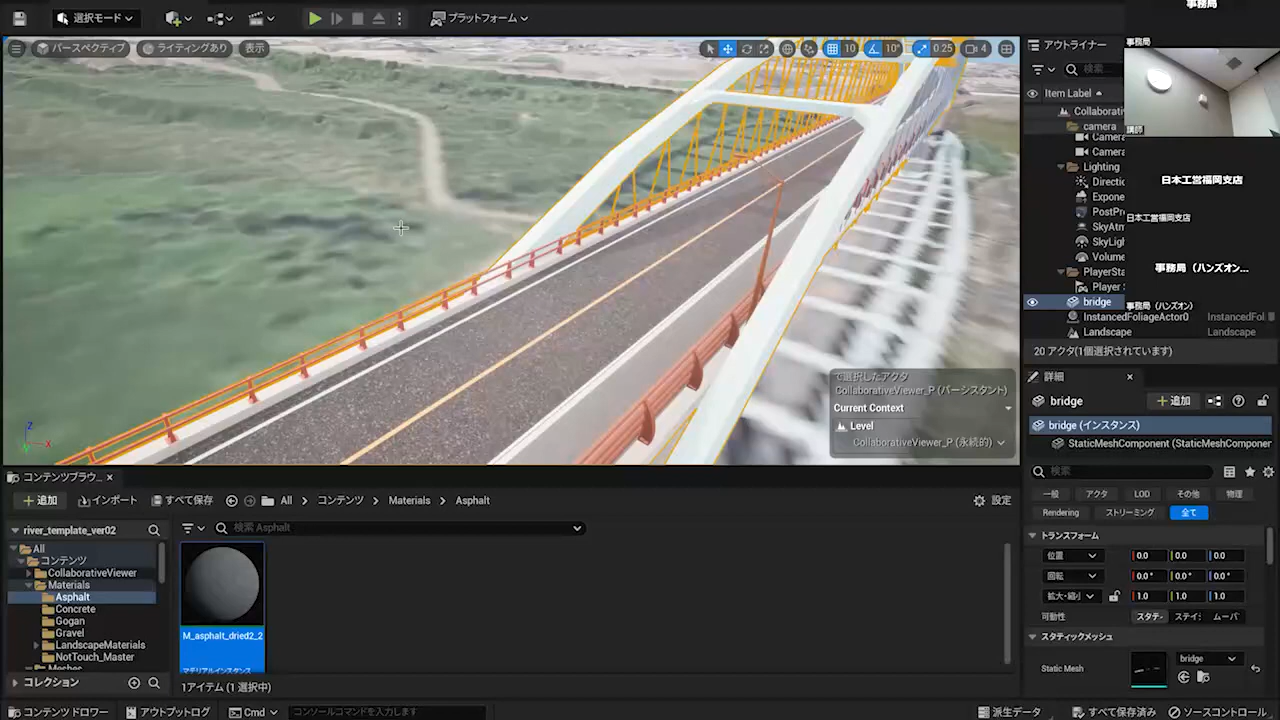 選択モード
プラットフォーム
事務局
パースペクティブ
ライティングあり
表示
10
10°
0.25
4
アウトライナー
事務局
検索...
Item Label
講師
Collaborativ
camera
Camera
Camera
Lighting
Directio
Expone
PostPr
SkyAtm
SkyLigh
Volume
PlayerSta
Player S
bridge
InstancedFoliageActor0
InstancedFol
Landscape
Landscape
日本工営福岡支店
日本工営福岡支店
事務局（ハンズオン...
事務局（ハンズオン）
20 アクタ(1個選択されています)
で選択したアクタ
CollaborativeViewer_P (パーシスタント)
Current Context
Level
CollaborativeViewer_P (永続的)
Z
X
Y
詳細
bridge
追加
bridge (インスタンス)
StaticMeshComponent (StaticMeshComponer
検索
一般
アクタ
LOD
その他
物理
Rendering
ストリーミング
全て
トランスフォーム
位置
0.0
0.0
0.0
回転
0.0°
0.0°
0.0°
拡大・縮小
1.0
1.0
1.0
可動性
スタテ
ステイ
ムーバ
スタティックメッシュ
Static Mesh
bridge
コンテンツブラウ...
追加
インポート
すべて保存
All
コンテンツ
Materials
Asphalt
設定
river_template_ver02
検索 Asphalt
All
コンテンツ
CollaborativeViewer
Materials
Asphalt
Concrete
Gogan
Gravel
LandscapeMaterials
NotTouch_Master
Meshes
M_asphalt_dried2_2
マテリアルインスタンス
コレクション
1アイテム (1 選択中)
コンテンツドロワー
アウトプットログ
Cmd
コンソールコマンドを入力します
派生データ
すべて保存済み
ソースコントロール